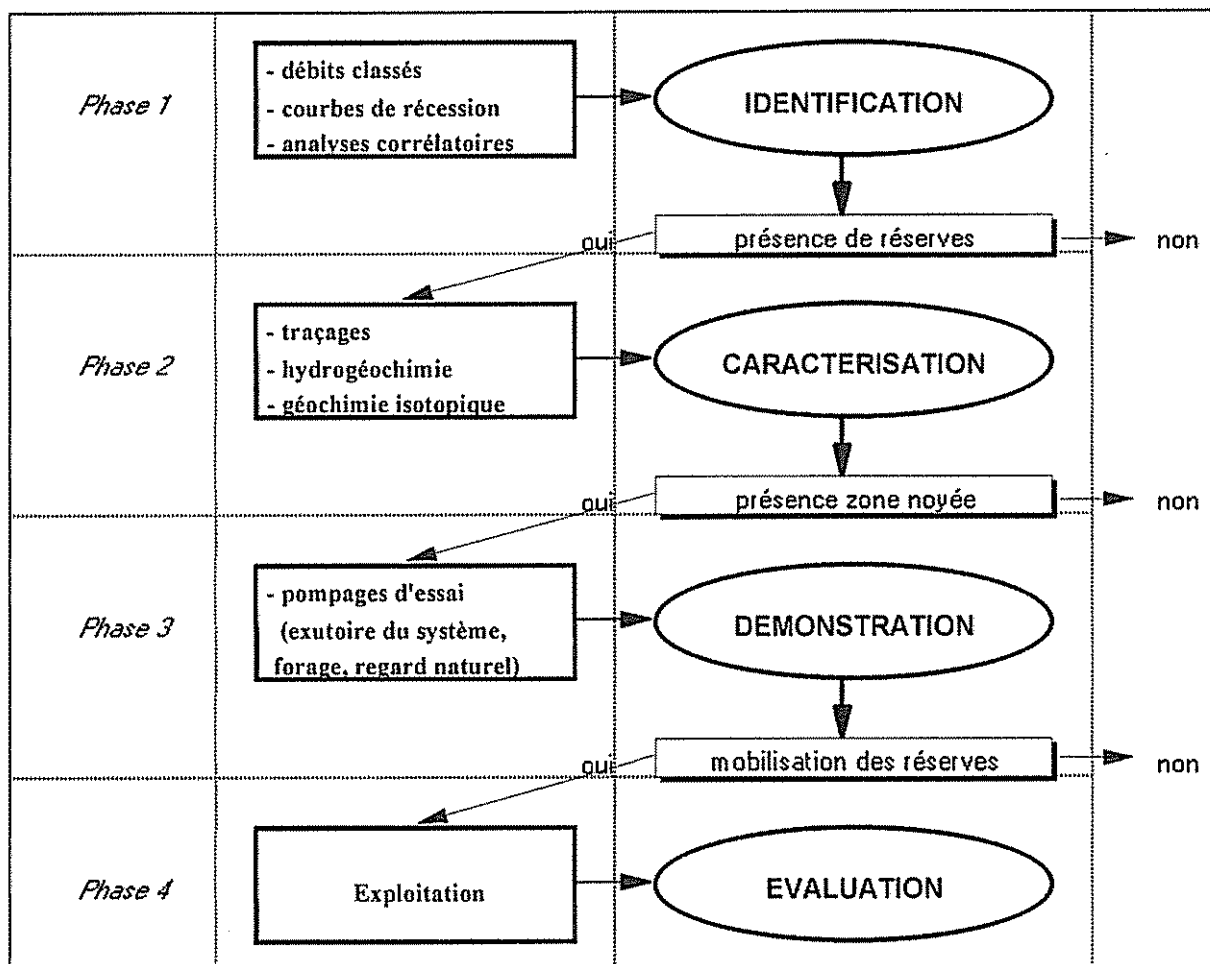 Phase 1
- débits classés
- courbes de récession
- analyses corrélatoires
IDENTIFICATION
présence de réserves
oui
non
Phase 2
- traçages
- hydrogéochimie
- géochimie isotopique
CARACTERISATION
présence zone noyée
oui
non
Phase 3
- pompages d'essai
(exutoire du système,
forage, regard naturel)
DEMONSTRATION
mobilisation des réserves
oui
non
Phase 4
Exploitation
EVALUATION